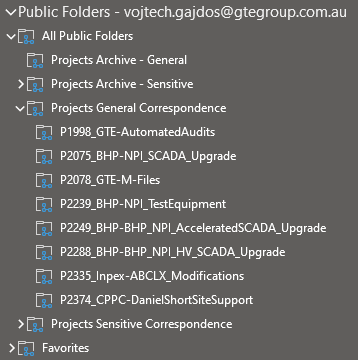 Public Folders - vojtech.gajdos@gtegroup.com.au
All Public Folders
Projects Archive - General
Projects Archive - Sensitive
Projects General Correspondence
P1998_GTE-AutomatedAudits
P2075_BHP-NPI_SCADA_Upgrade
P2078_GTE-M-Files
P2239_BHP-NPI_TestEquipment
P2249_BHP-BHP_NPI_AcceleratedSCADA_Upgrade
P2288_BHP-BHP_NPI_HV_SCADA_Upgrade
P2335_Inpex-ABCLX_Modifications
P2374_CPPC-DanielShortSiteSupport
Projects Sensitive Correspondence
Favorites